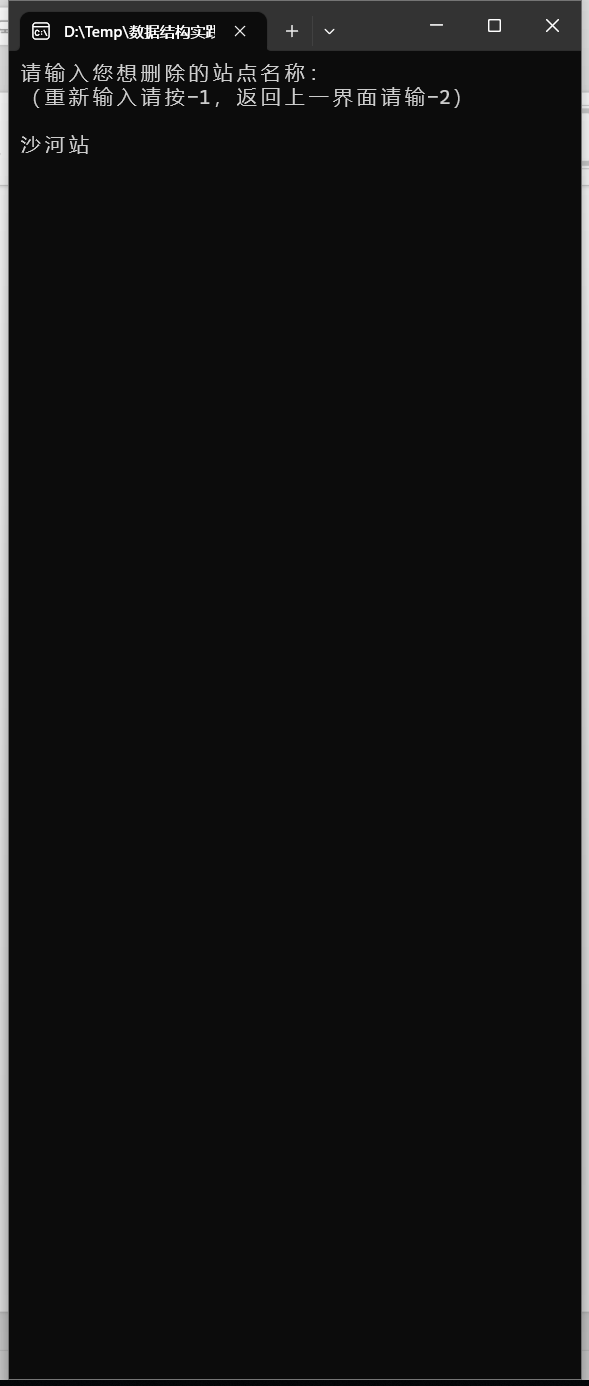 D:\Temp\数据结构实践
请输入您想删除的站点名称：
（重新输入请按-1，返回上一界面请输-2）
沙河站